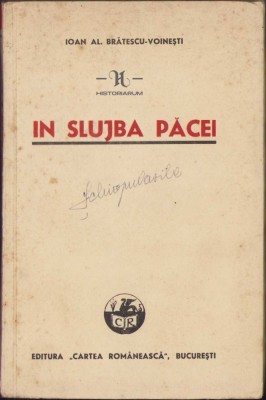 IOAN AL. BRĂTESCU-VOINEȘTI
H
HISTORIARUM
IN SLUJBA PĂCEI
CR
EDITURA „CARTEA ROMÂNEASCĂ", BUCUREȘTI